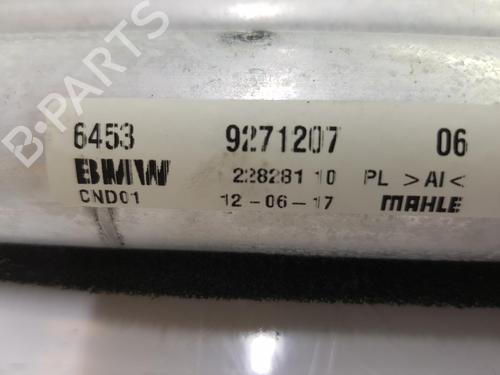 B-PARTS
6453 9271207 06
BMW 228281 10 PL >Al<
CND01 12-06-17 MAHLE